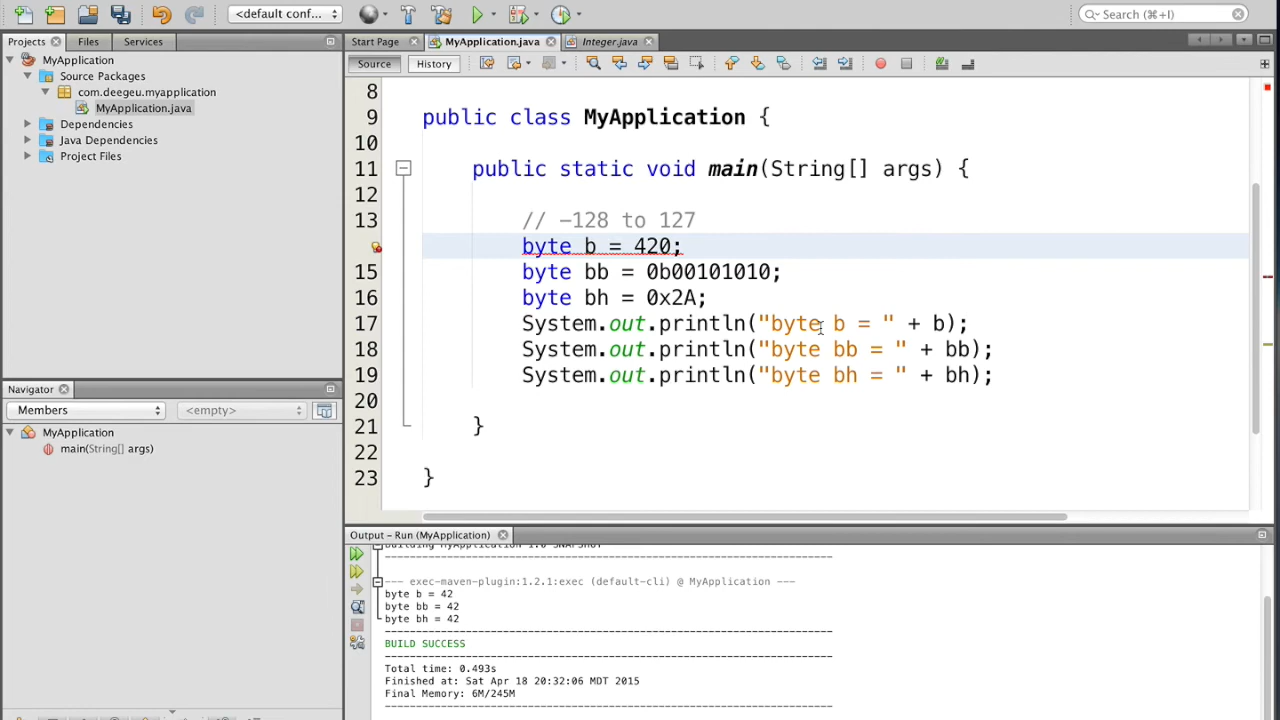 <default conf...
Search (⌘+I)
Projects
Files
Services
Start Page
MyApplication.java
Integer.java
Source
History
MyApplication
Source Packages
com.deegeu.myapplication
MyApplication.java
Dependencies
Java Dependencies
Project Files
8
9 public class MyApplication {
10
11 public static void main(String[] args) {
12
13 // -128 to 127
byte b = 420;
15 byte bb = 0b00101010;
16 byte bh = 0x2A;
17 System.out.println("byte b = " + b);
18 System.out.println("byte bb = " + bb);
19 System.out.println("byte bh = " + bh);
20
21 }
22
23 }
Navigator
Members
<empty>
MyApplication
main(String[] args)
Output - Run (MyApplication)
Building MyApplication 1.0-SNAPSHOT
------------------------------------------------------------------------
--- exec-maven-plugin:1.2.1:exec (default-cli) @ MyApplication ---
byte b = 42
byte bb = 42
byte bh = 42
------------------------------------------------------------------------
BUILD SUCCESS
------------------------------------------------------------------------
Total time: 0.493s
Finished at: Sat Apr 18 20:32:06 MDT 2015
Final Memory: 6M/245M
------------------------------------------------------------------------